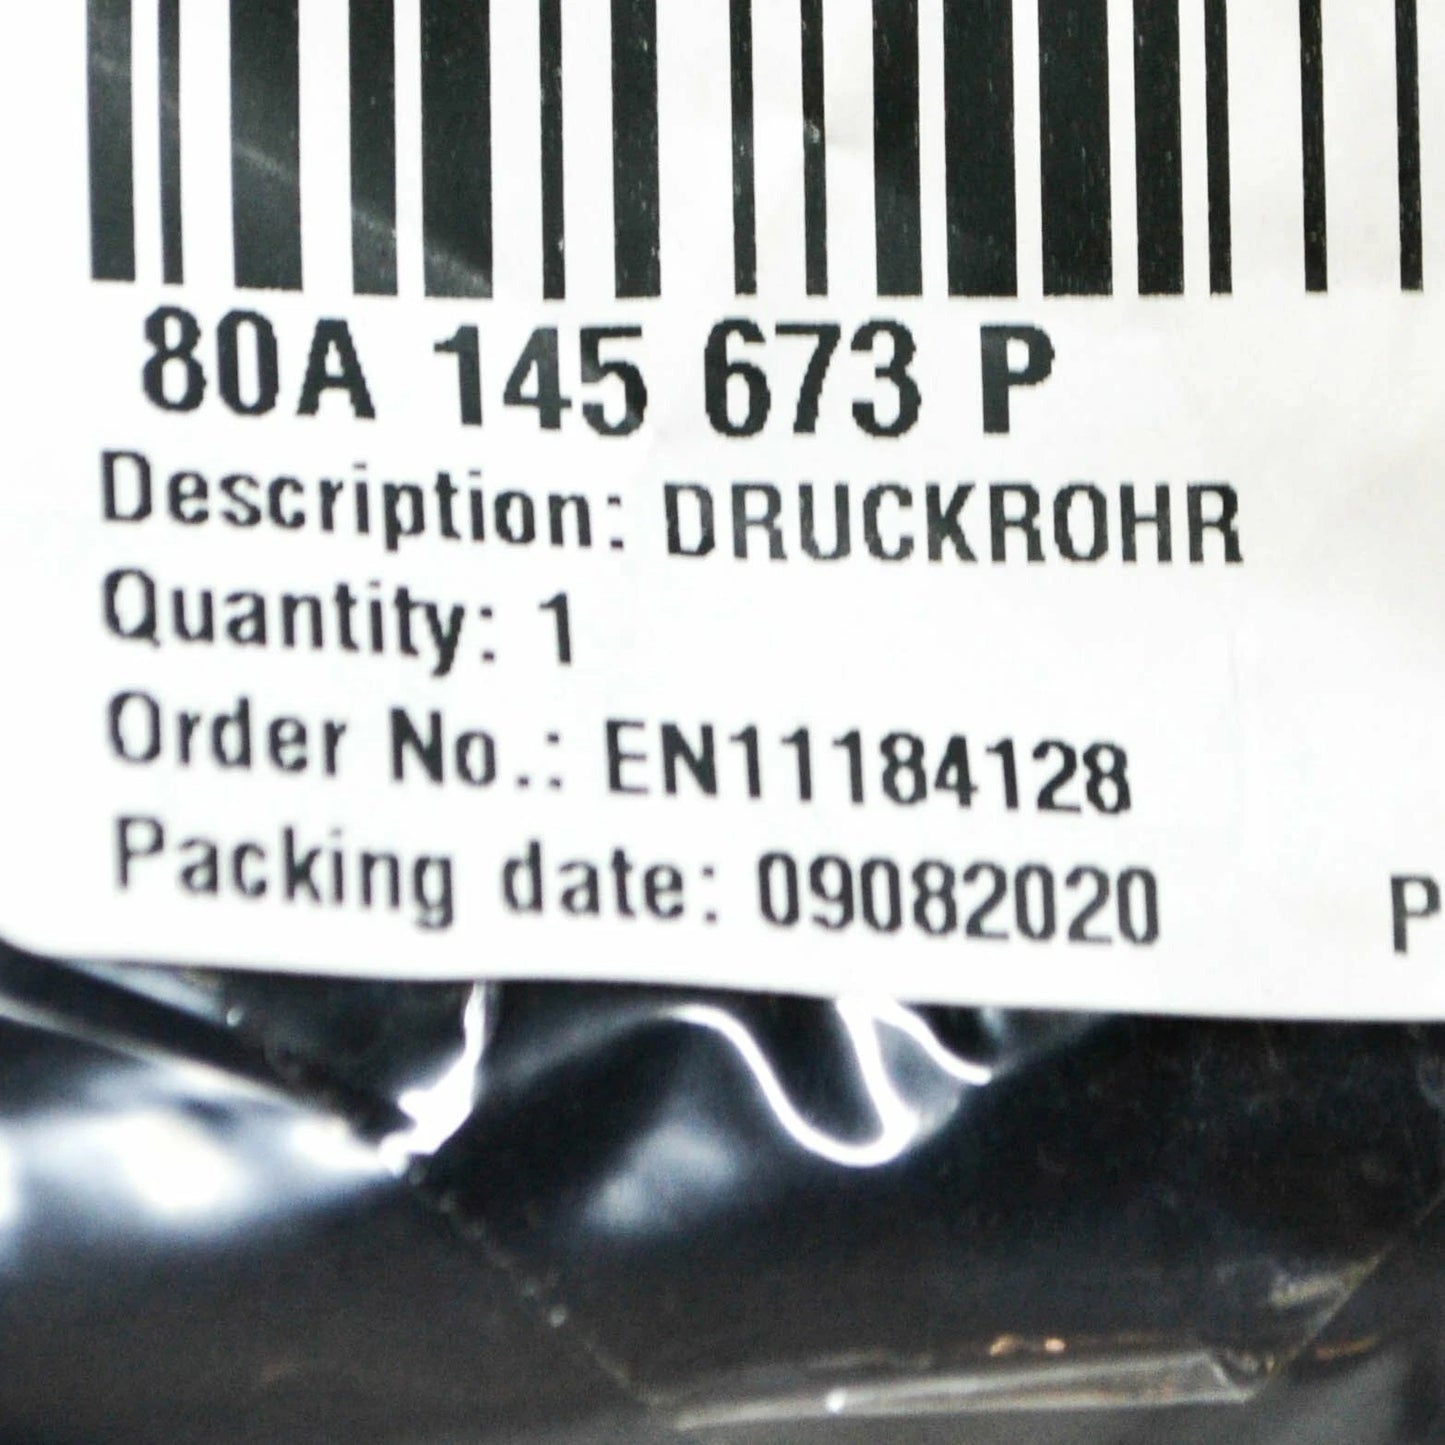 80A 145 673 P
Description: DRUCKROHR
Quantity: 1
Order No.: EN11184128
Packing date: 09082020 P